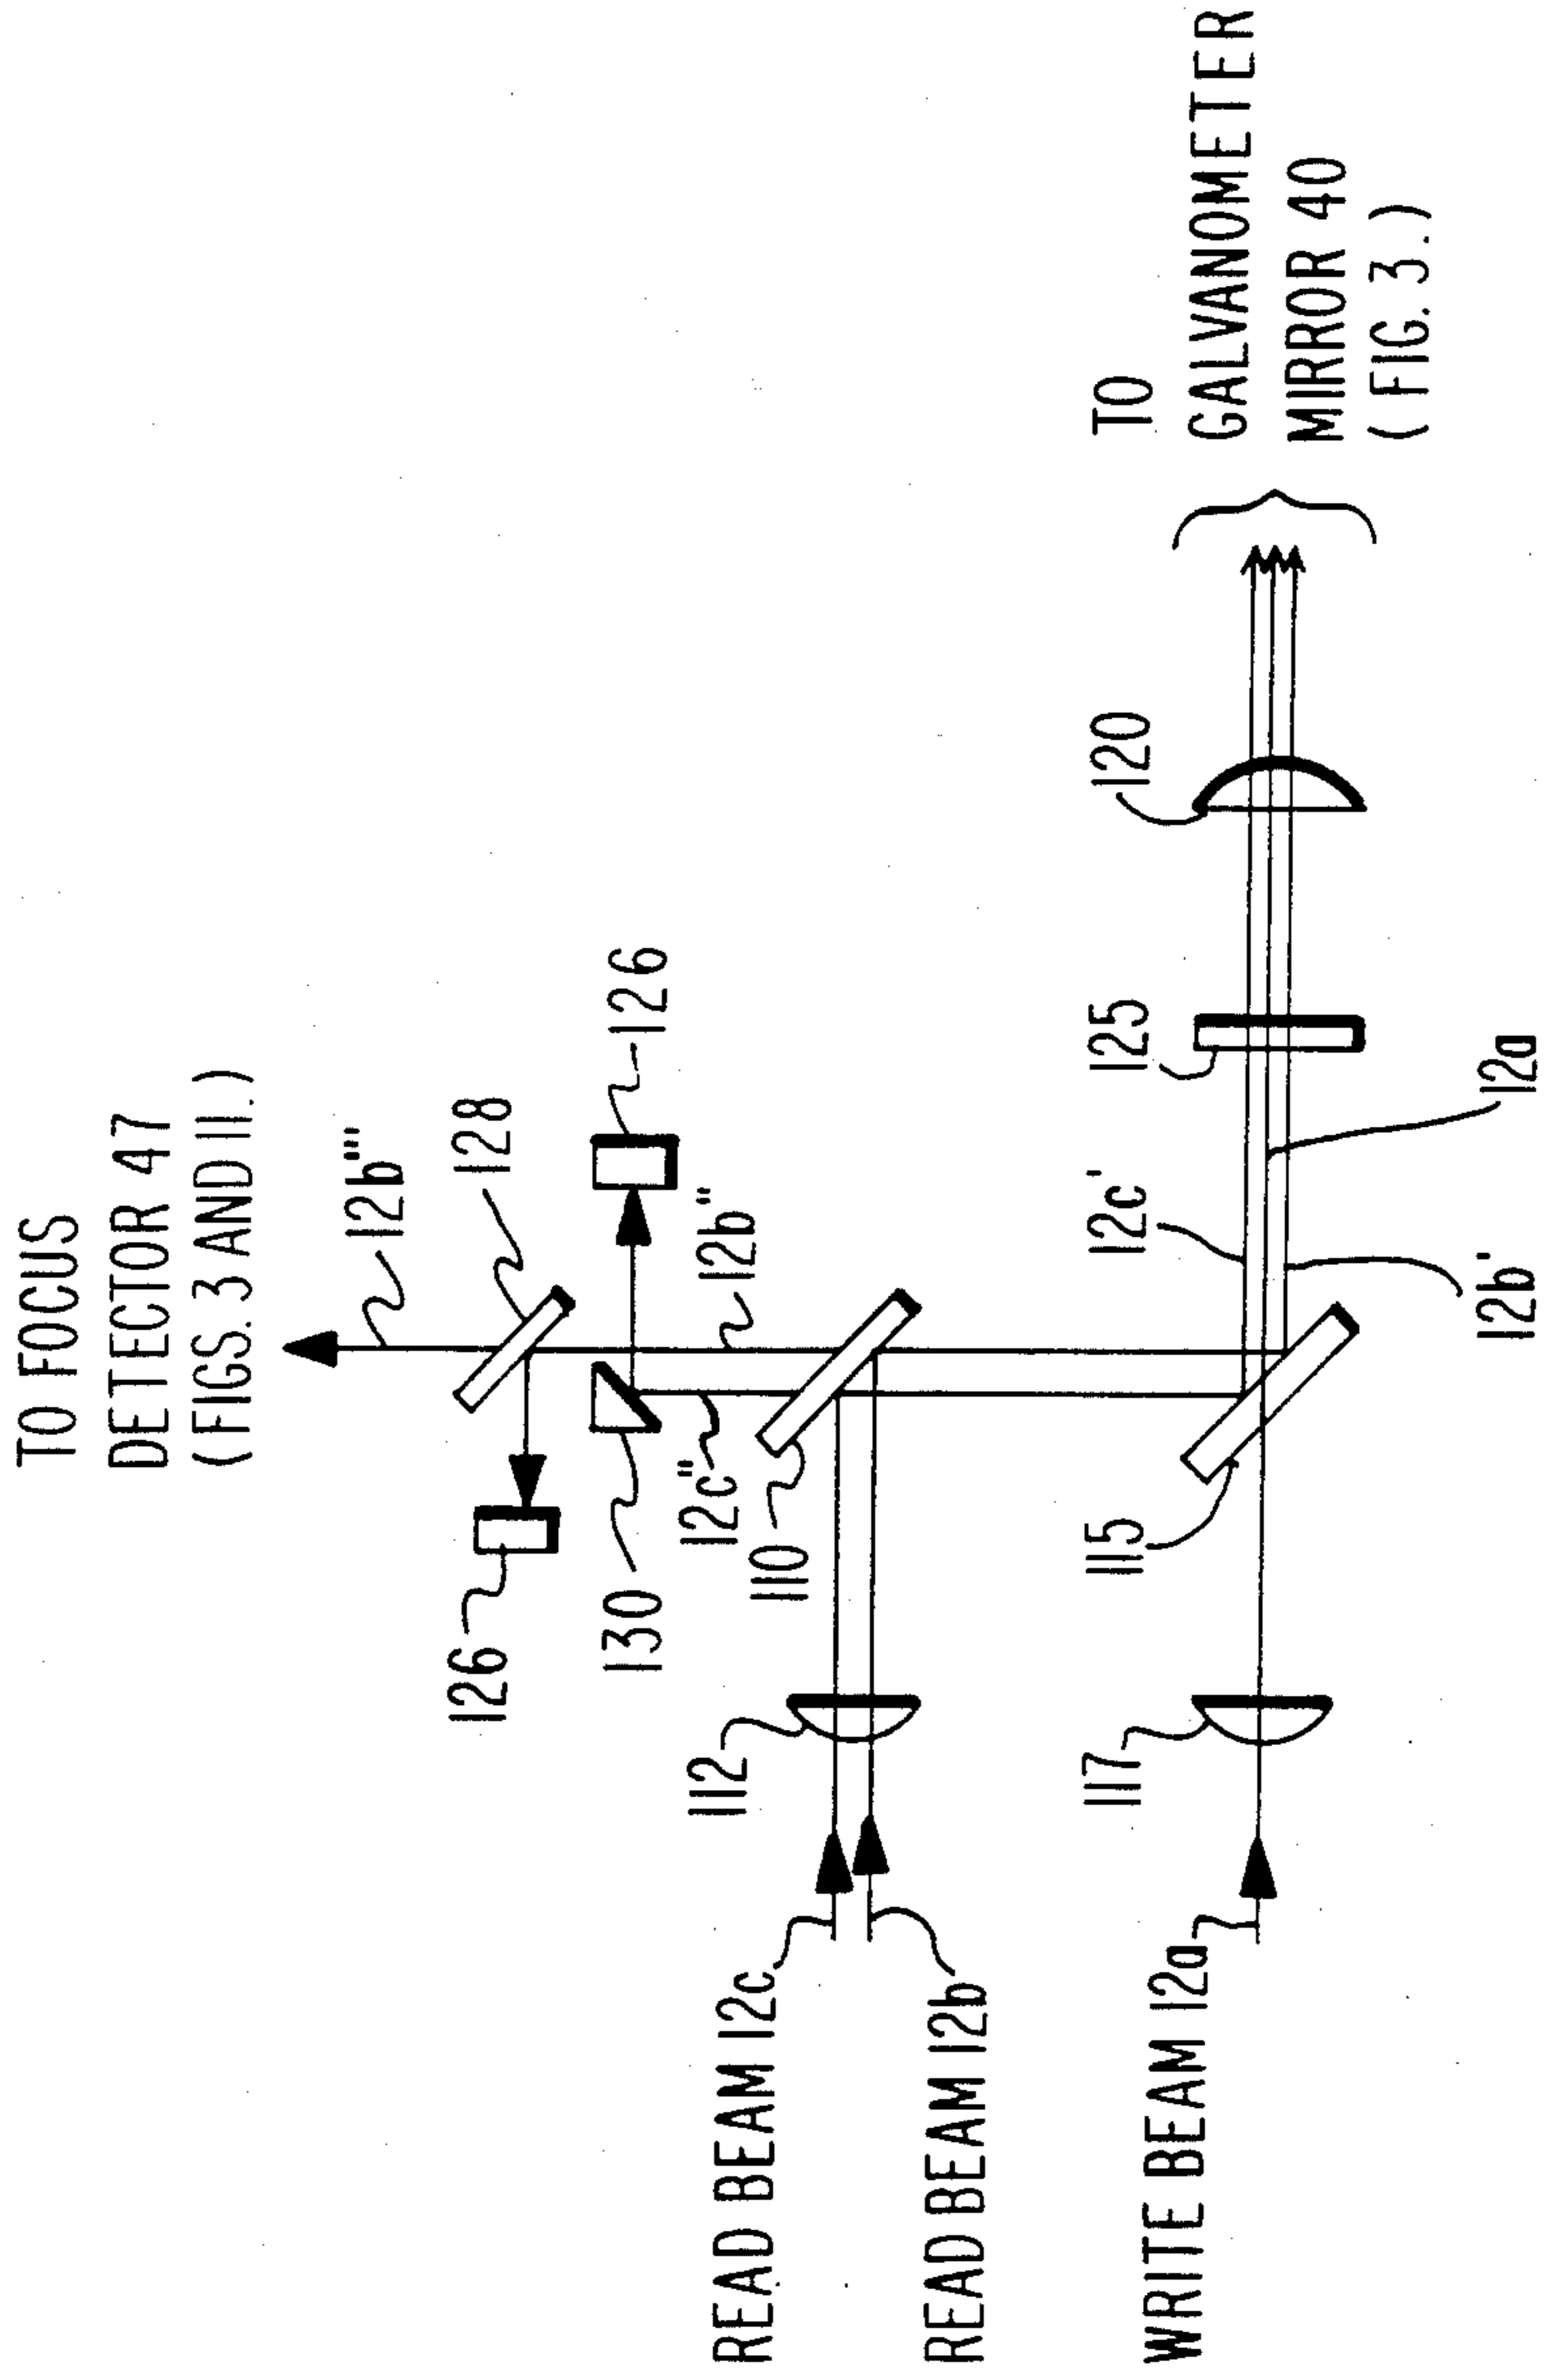 TO FOCUS
DETECTOR 47
(FIGS. 3 AND 11.)
12b'''
128
126
126
130
12c"
12b"
110
112
READ BEAM 12c
READ BEAM 12b
117
115
WRITE BEAM 12a
12c'
125
120
12b'
12a
TO
GALVANOMETER
MIRROR 40
(FIG. 3.)